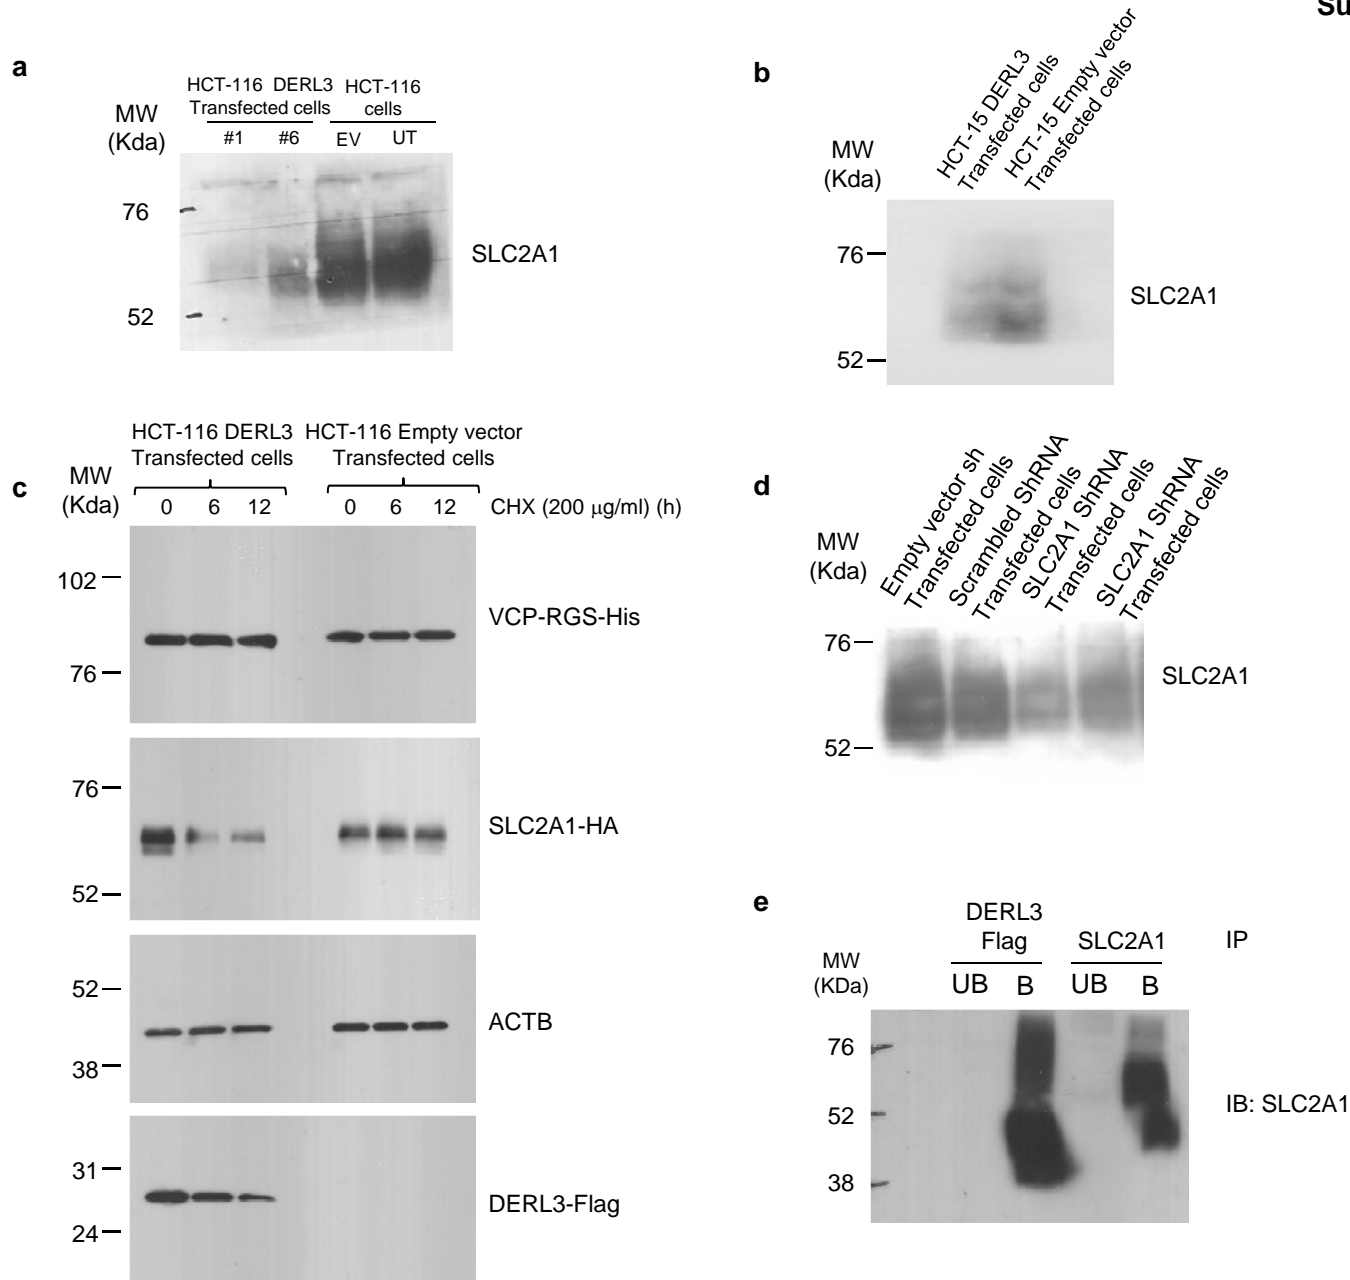 Su
a
HCT-116 DERL3
Transfected cells
HCT-116
cells
MW
(Kda)
#1 #6 EV UT
76
52
SLC2A1
b
MW
(Kda)
HCT-15 DERL3
Transfected cells
HCT-15 Empty vector
Transfected cells
76
52
SLC2A1
c
HCT-116 DERL3
Transfected cells
HCT-116 Empty vector
Transfected cells
MW
(Kda)
0 6 12 0 6 12 CHX (200 µg/ml) (h)
102
76
VCP-RGS-His
76
52
SLC2A1-HA
52
38
ACTB
31
24
DERL3-Flag
d
MW
(Kda)
Empty vector sh
Transfected cells
Scrambled ShRNA
Transfected cells
SLC2A1 ShRNA
Transfected cells
SLC2A1 ShRNA
Transfected cells
76
52
SLC2A1
e
DERL3
Flag
SLC2A1
IP
MW
(KDa)
UB B UB B
76
52
38
IB: SLC2A1